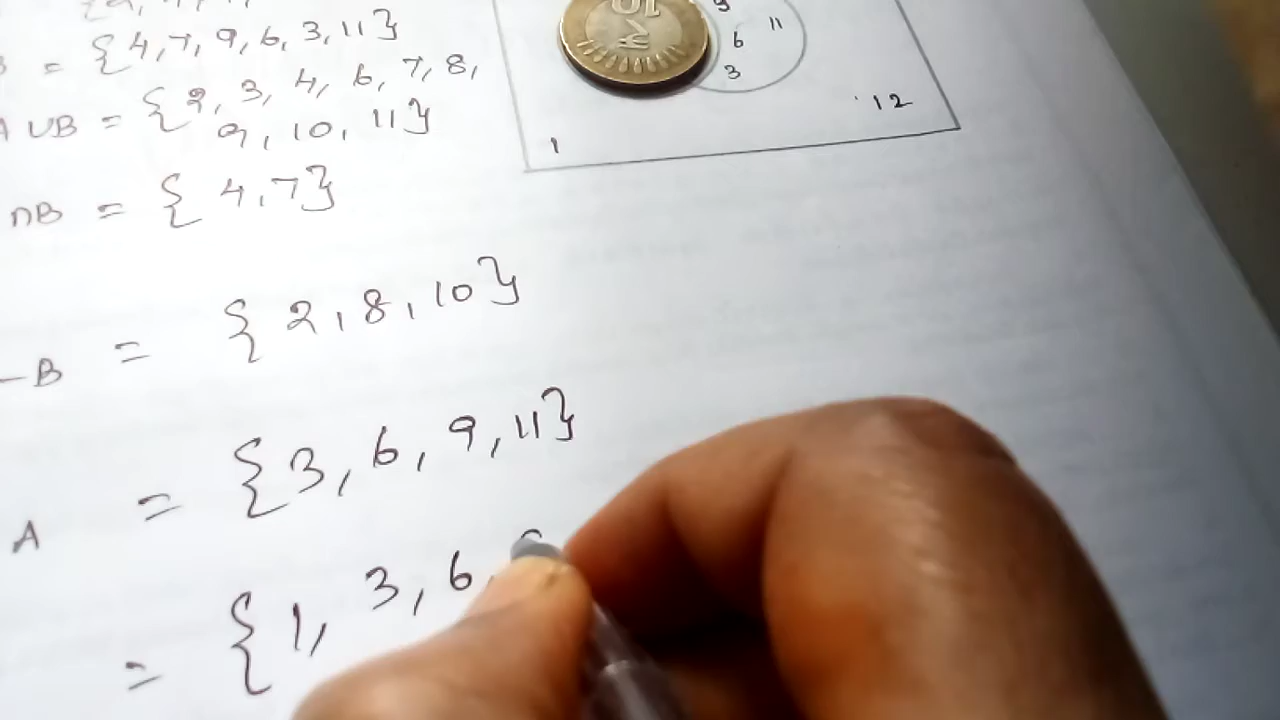 = {4, 7, 9, 6, 3, 11}
A U B = {2, 3, 4, 6, 7, 8,
9, 10, 11}
∩B = {4, 7}
- B = {2, 8, 10}
A = {3, 6, 9, 11}
= {1, 3, 6,
10
11
6
3
12
1